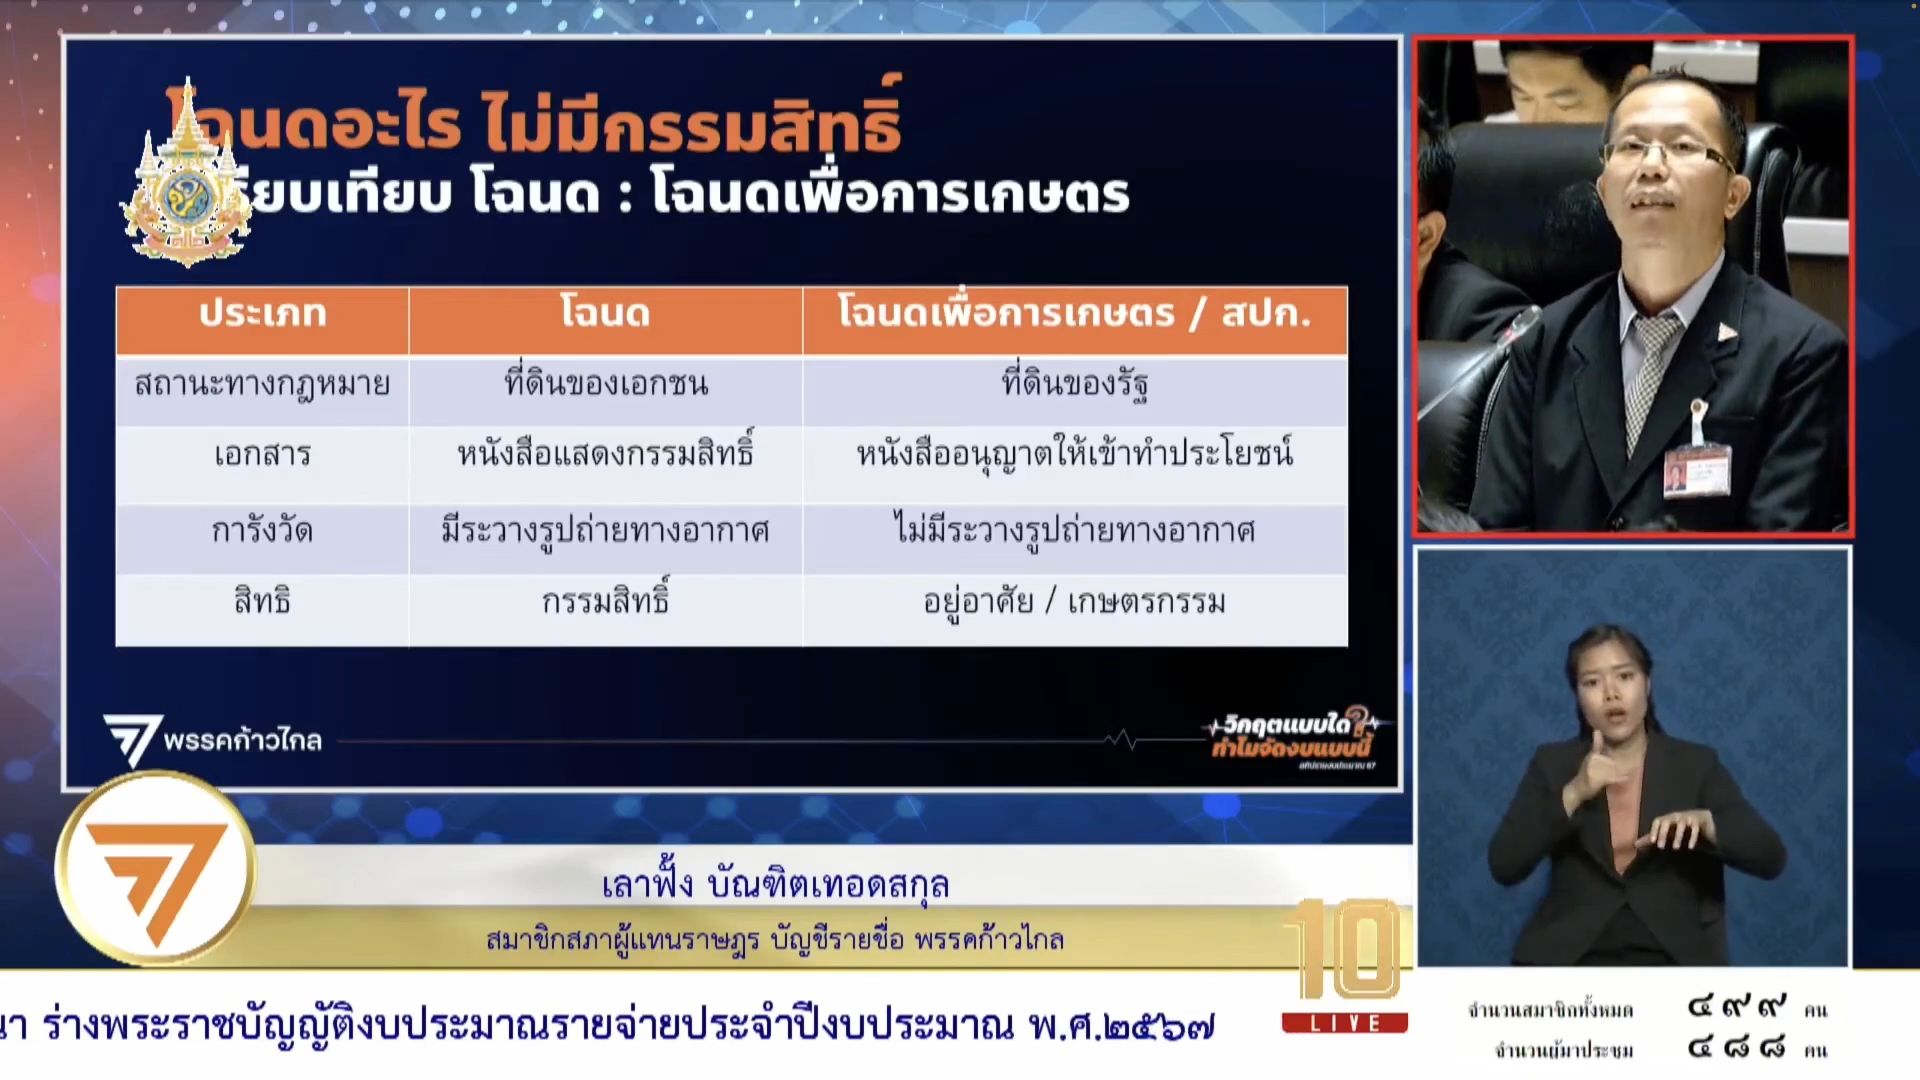 โฉนดอะไร ไม่มีกรรมสิทธิ์
เปรียบเทียบ โฉนด : โฉนดเพื่อการเกษตร
ประเภท โฉนด โฉนดเพื่อการเกษตร / สปก.
สถานะทางกฎหมาย ที่ดินของเอกชน ที่ดินของรัฐ
เอกสาร หนังสือแสดงกรรมสิทธิ์ หนังสืออนุญาตให้เข้าทำประโยชน์
การังวัด มีระวางรูปถ่ายทางอากาศ ไม่มีระวางรูปถ่ายทางอากาศ
สิทธิ กรรมสิทธิ์ อยู่อาศัย / เกษตรกรรม
พรรคก้าวไกล
วิกฤตแบบใด?
ทำไมจัดงบแบบนี้
อภิปรายงบประมาณ 67
เลาฟั้ง บัณฑิตเทอดสกุล
สมาชิกสภาผู้แทนราษฎร บัญชีรายชื่อ พรรคก้าวไกล
10
LIVE
ร่างพระราชบัญญัติงบประมาณรายจ่ายประจำปีงบประมาณ พ.ศ.๒๕๖๗
จำนวนสมาชิกทั้งหมด ๔๙๙ คน
จำนวนผู้มาประชุม ๔๘๘ คน